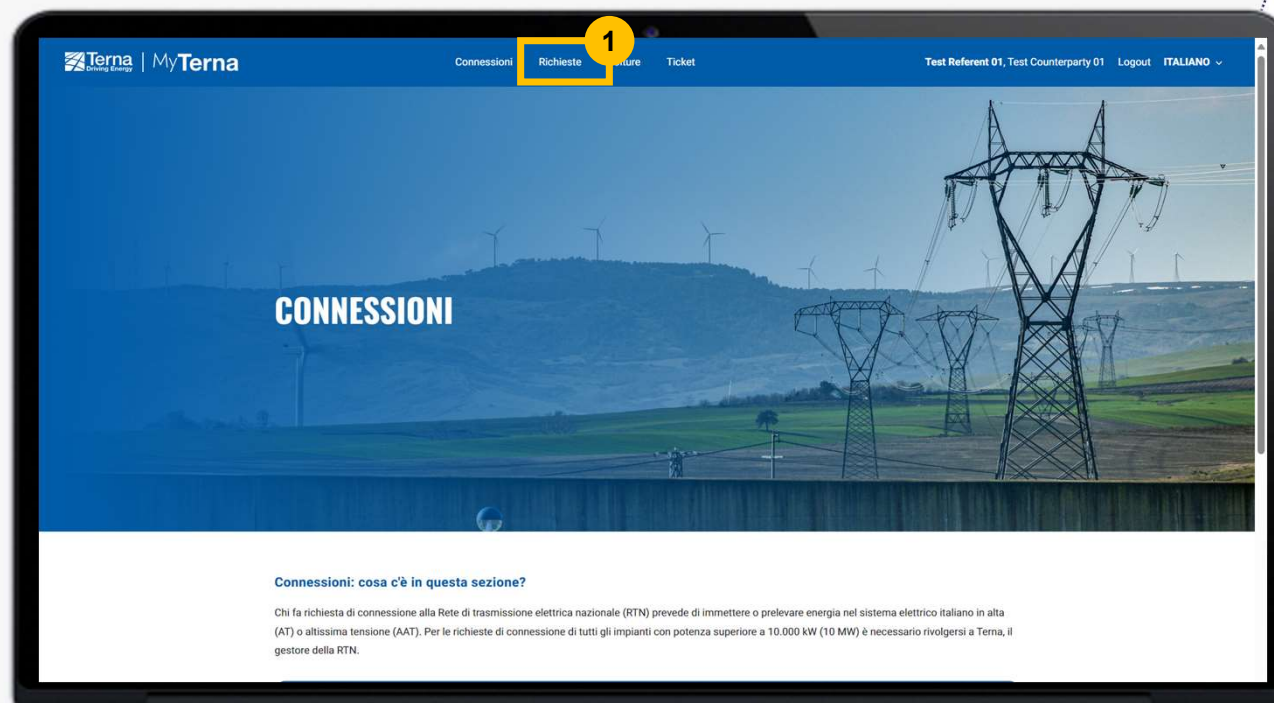 1
Terna
Driving Energy
MyTerna
Connessioni
Richieste
Ticket
Test Referent 01, Test Counterparty 01
Logout
ITALIANO
CONNESSIONI
Connessioni: cosa c'è in questa sezione?
Chi fa richiesta di connessione alla Rete di trasmissione elettrica nazionale (RTN) prevede di immettere o prelevare energia nel sistema elettrico italiano in alta
(AT) o altissima tensione (AAT). Per le richieste di connessione di tutti gli impianti con potenza superiore a 10.000 kW (10 MW) è necessario rivolgersi a Terna, il
gestore della RTN.